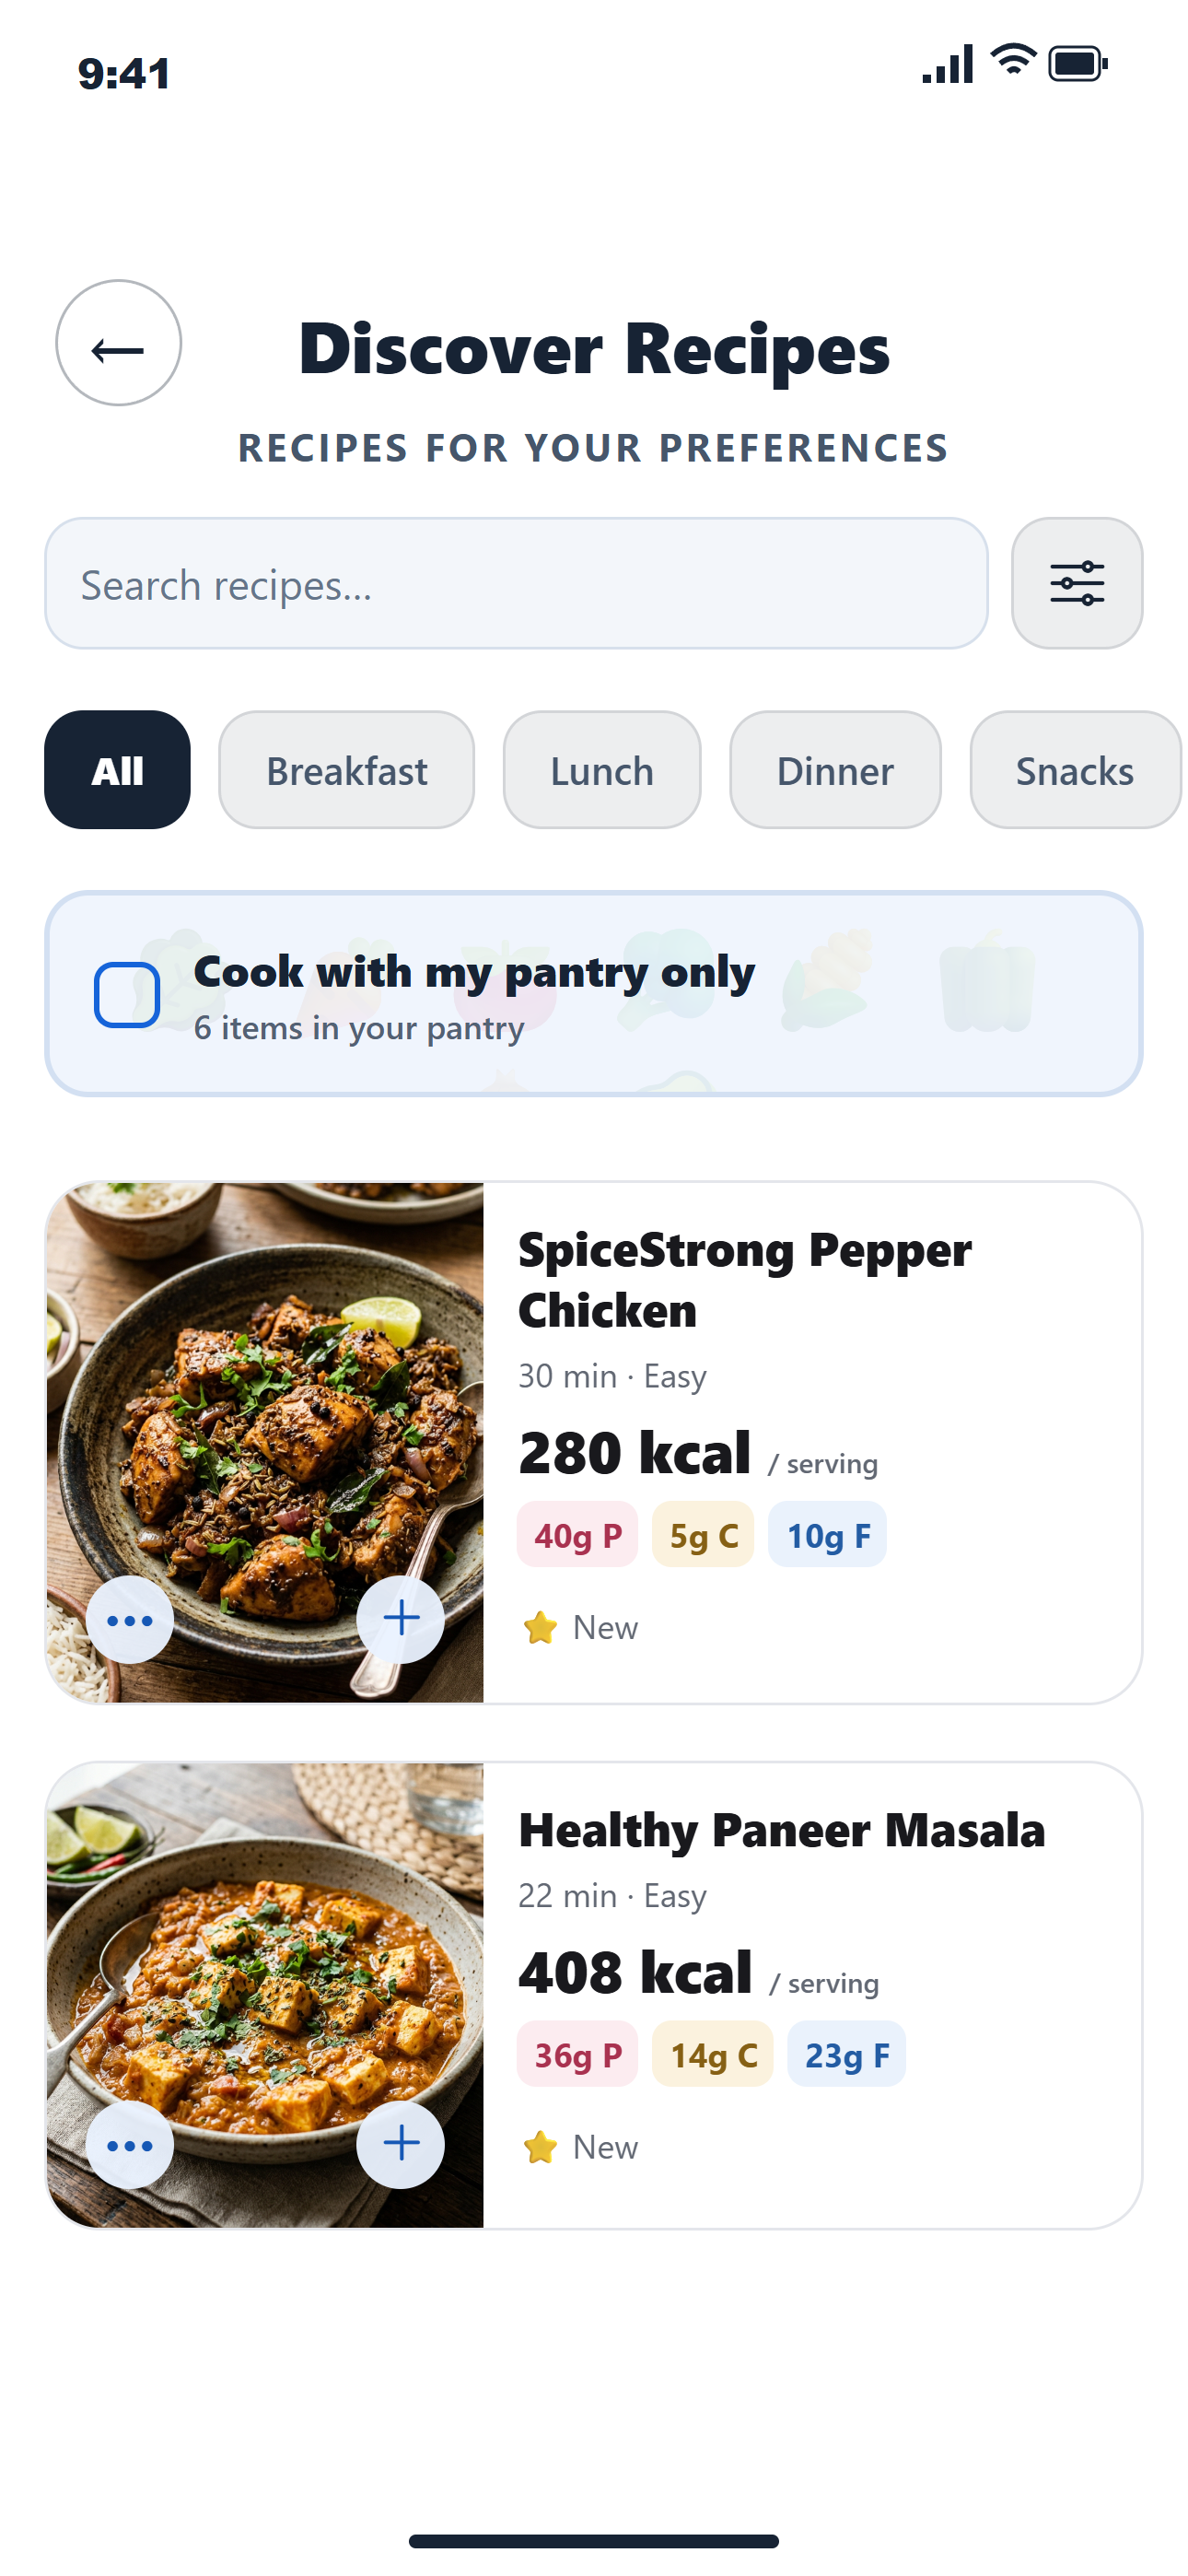 9:41
Discover Recipes
RECIPES FOR YOUR PREFERENCES
Search recipes...
All
Breakfast
Lunch
Dinner
Snacks
Cook with my pantry only
6 items in your pantry
SpiceStrong Pepper
Chicken
30 min · Easy
280 kcal / serving
40g P
5g C
10g F
New
Healthy Paneer Masala
22 min · Easy
408 kcal / serving
36g P
14g C
23g F
New